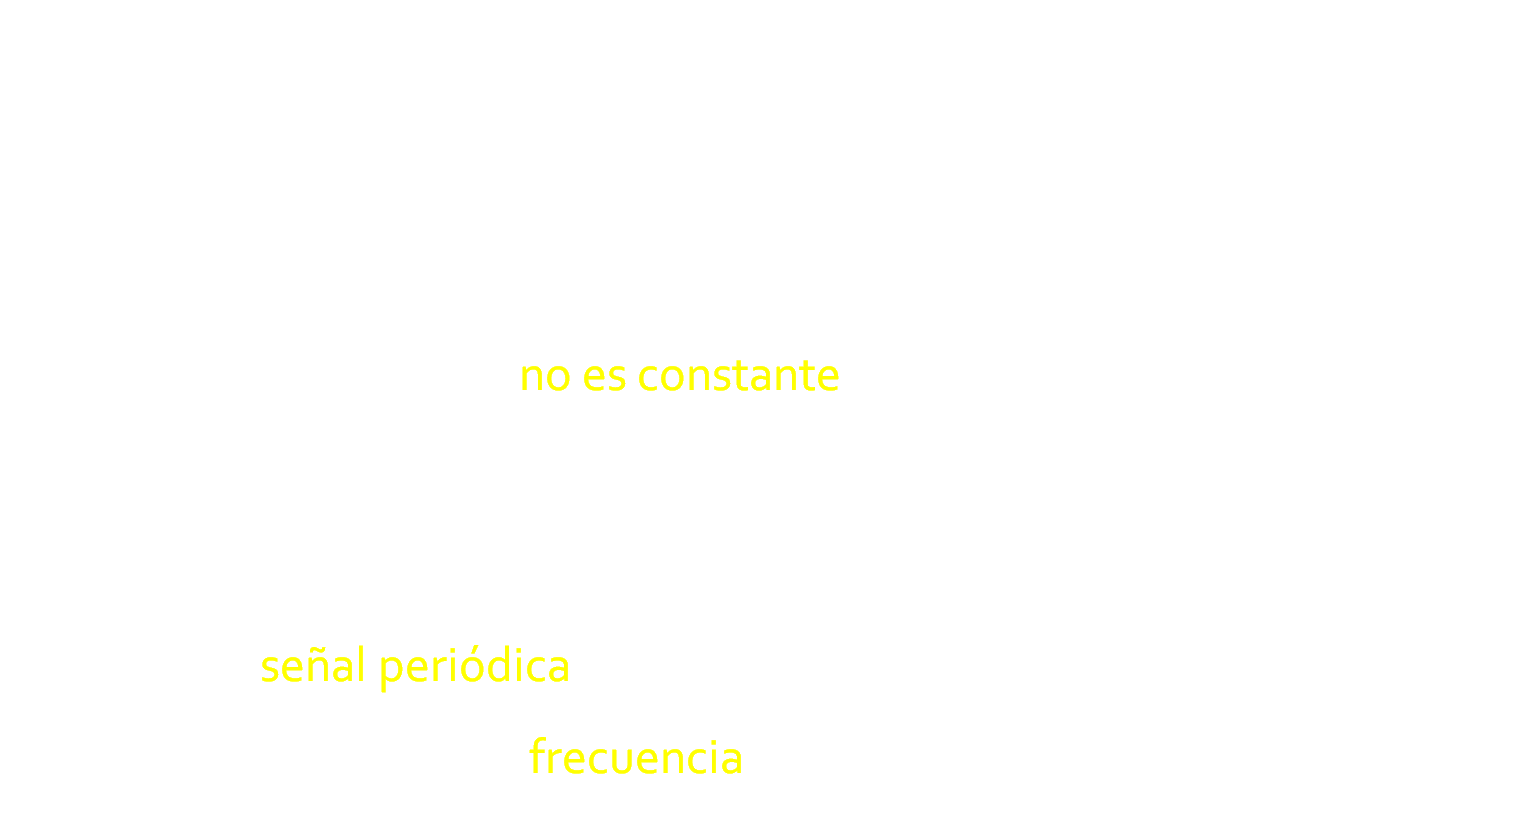 no es constante
señal periódica
frecuencia